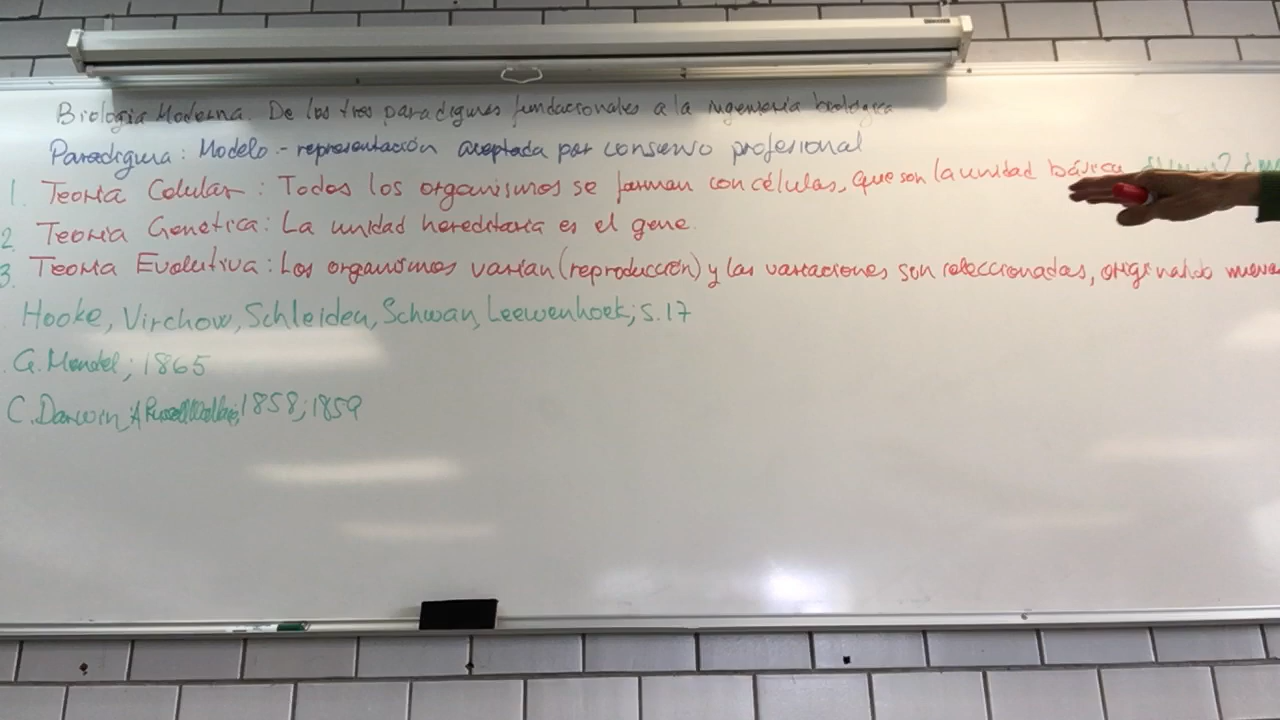 Biología Moderna. De los tres paradigmas fundacionales a la ingeniería biológica
Paradigma: Modelo - representación aceptada por consenso profesional
1. Teoría Celular: Todos los organismos se forman con células, que son la unidad básica
2. Teoría Genética: La unidad hereditaria es el gene.
3. Teoría Evolutiva: Los organismos varían (reproducción) y las variaciones son seleccionadas, originando nueva
Hooke, Virchow, Schleiden, Schwan, Leewenhoek; S.17
G. Mendel; 1865
C. Darwin, A Russell Wallace, 1858; 1859